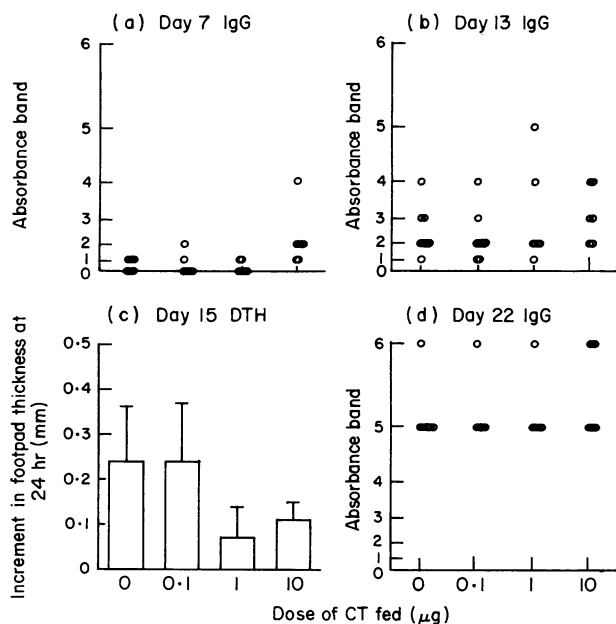 (a) Day 7 IgG
6
5
4
3
2
1
0
Absorbance band
(b) Day 13 IgG
6
5
4
3
2
1
0
Absorbance band
(c) Day 15 DTH
0·5
0·4
0·3
0·2
0·1
0
Increment in footpad thickness at
24 hr (mm)
0 0·1 1 10
(d) Day 22 IgG
6
5
4
3
2
1
0
Absorbance band
0 0·1 1 10
Dose of CT fed (μg)